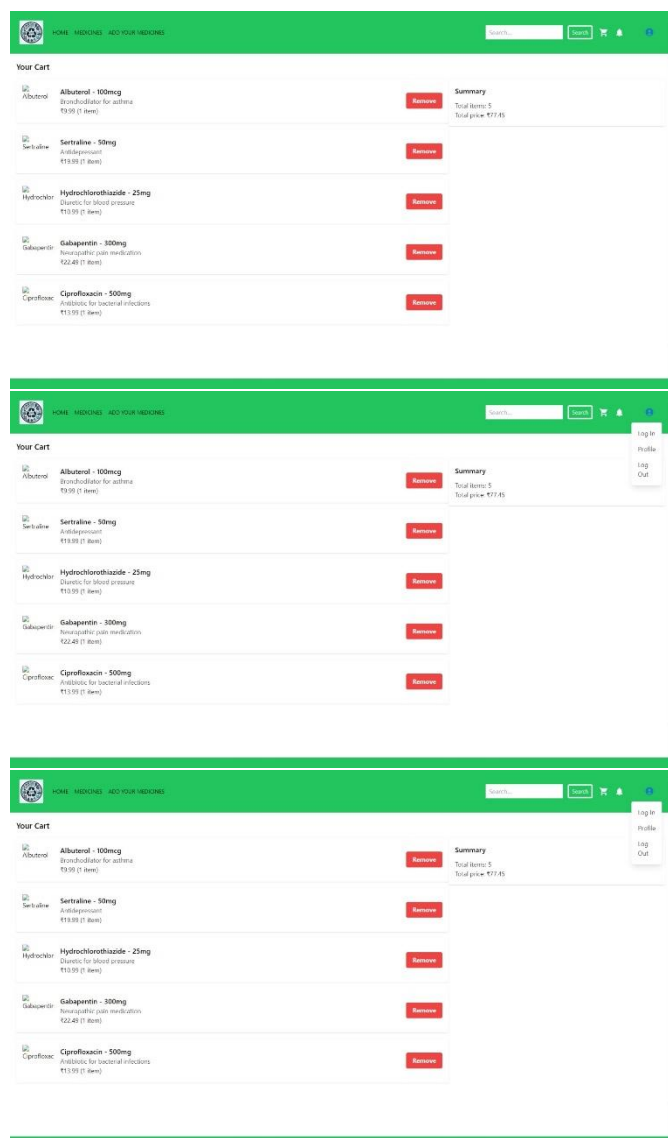 HOME MEDICINES ADD YOUR MEDICINES Search... Search
Your Cart
Albuterol
Albuterol - 100mcg
Bronchodilator for asthma
₹9.99 (1 item)
Remove
Summary
Total items: 5
Total price: ₹77.45
Sertraline
Sertraline - 50mg
Antidepressant
₹19.99 (1 item)
Remove
Hydrochlor
Hydrochlorothiazide - 25mg
Diuretic for blood pressure
₹10.99 (1 item)
Remove
Gabapentin
Gabapentin - 300mg
Neuropathic pain medication
₹22.49 (1 item)
Remove
Ciprofloxac
Ciprofloxacin - 500mg
Antibiotic for bacterial infections
₹13.99 (1 item)
Remove
HOME MEDICINES ADD YOUR MEDICINES Search... Search
Log In
Profile
Log
Out
Your Cart
Albuterol
Albuterol - 100mcg
Bronchodilator for asthma
₹9.99 (1 item)
Remove
Summary
Total items: 5
Total price: ₹77.45
Sertraline
Sertraline - 50mg
Antidepressant
₹19.99 (1 item)
Remove
Hydrochlor
Hydrochlorothiazide - 25mg
Diuretic for blood pressure
₹10.99 (1 item)
Remove
Gabapentin
Gabapentin - 300mg
Neuropathic pain medication
₹22.49 (1 item)
Remove
Ciprofloxac
Ciprofloxacin - 500mg
Antibiotic for bacterial infections
₹13.99 (1 item)
Remove
HOME MEDICINES ADD YOUR MEDICINES Search... Search
Log In
Profile
Log
Out
Your Cart
Albuterol
Albuterol - 100mcg
Bronchodilator for asthma
₹9.99 (1 item)
Remove
Summary
Total items: 5
Total price: ₹77.45
Sertraline
Sertraline - 50mg
Antidepressant
₹19.99 (1 item)
Remove
Hydrochlor
Hydrochlorothiazide - 25mg
Diuretic for blood pressure
₹10.99 (1 item)
Remove
Gabapentin
Gabapentin - 300mg
Neuropathic pain medication
₹22.49 (1 item)
Remove
Ciprofloxac
Ciprofloxacin - 500mg
Antibiotic for bacterial infections
₹13.99 (1 item)
Remove